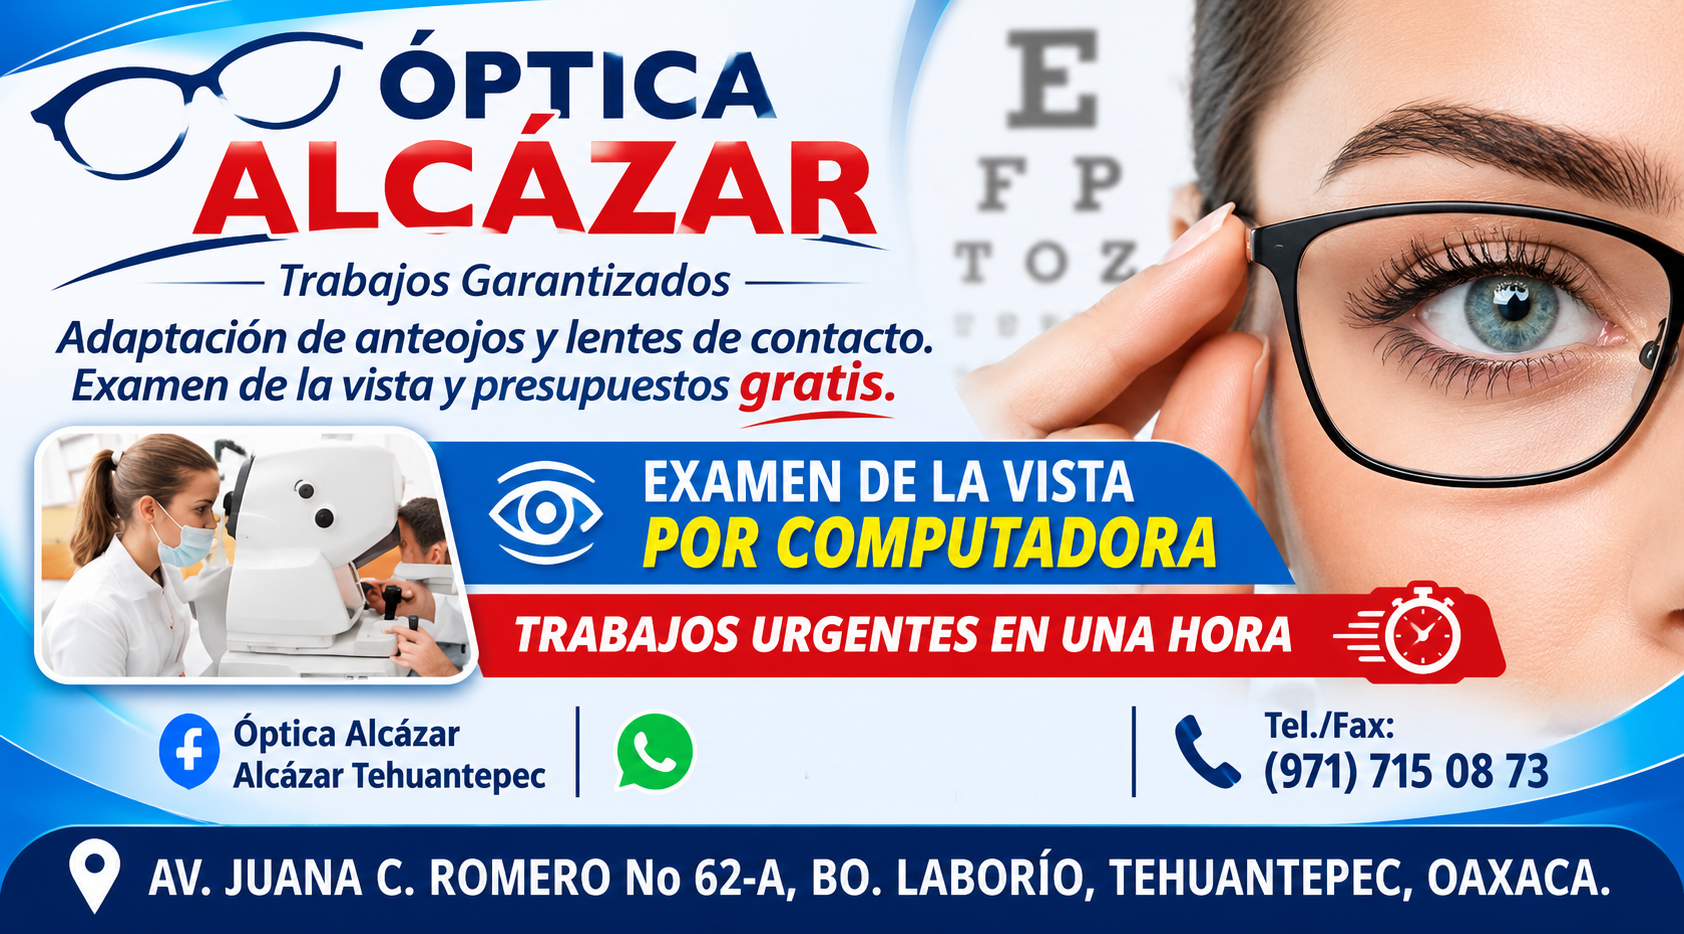 ÓPTICA
ALCÁZAR
Trabajos Garantizados
Adaptación de anteojos y lentes de contacto.
Examen de la vista y presupuestos gratis.
E
F P
T O Z
EXAMEN DE LA VISTA
POR COMPUTADORA
TRABAJOS URGENTES EN UNA HORA
Óptica Alcázar
Alcázar Tehuantepec
Tel./Fax:
(971) 715 08 73
AV. JUANA C. ROMERO No 62-A, BO. LABORÍO, TEHUANTEPEC, OAXACA.